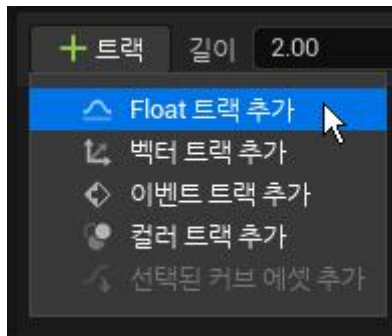 트랙 길이 2.00
Float 트랙 추가
벡터 트랙 추가
이벤트 트랙 추가
컬러 트랙 추가
선택된 커브 에셋 추가